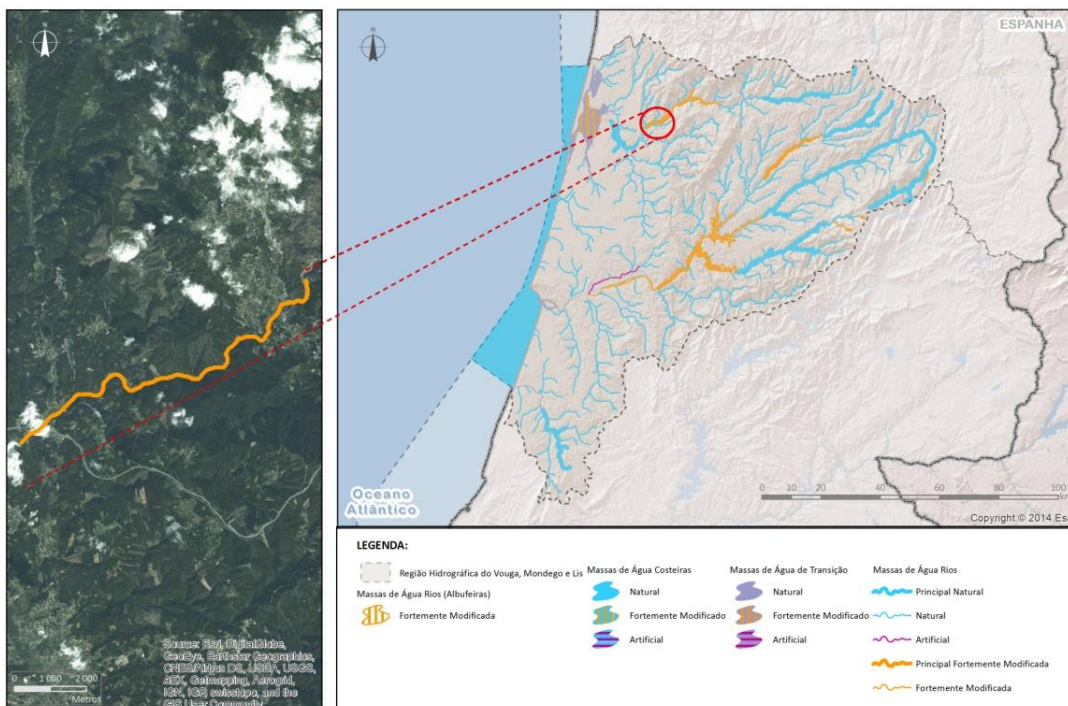 N
N
ESPANHA
Oceano
Atlântico
0 10 20 40 60 80 100
Copyright:© 2014 Es
Source: Esri, DigitalGlobe,
GeoEye, Earthstar Geographics,
CNES/Airbus DS, USDA, USGS,
AEX, Getmapping, Aerogrid,
IGN, IGP, swisstopo, and the
GIS User Community
0 1 000 2 000
Metros
LEGENDA:
Região Hidrográfica do Vouga, Mondego e Lis
Massas de Água Rios (Albufeiras)
Fortemente Modificada
Massas de Água Costeiras
Natural
Fortemente Modificado
Artificial
Massas de Água de Transição
Natural
Fortemente Modificado
Artificial
Massas de Água Rios
Principal Natural
Natural
Artificial
Principal Fortemente Modificada
Fortemente Modificada